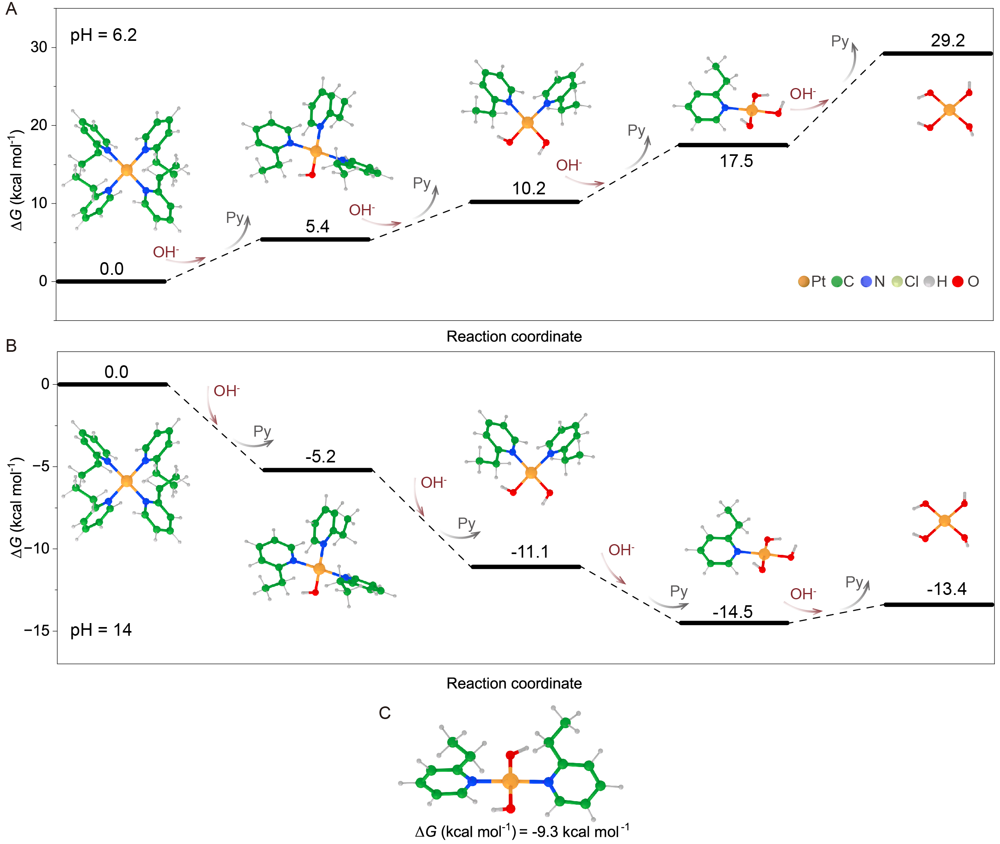 A
pH = 6.2
30
20
10
0
ΔG (kcal mol⁻¹)
0.0
OH⁻
Py
5.4
OH⁻
Py
10.2
OH⁻
Py
17.5
OH⁻
Py
29.2
Pt C N Cl H O
Reaction coordinate
B
0
−5
−10
−15
ΔG (kcal mol⁻¹)
0.0
OH⁻
Py
-5.2
OH⁻
Py
-11.1
OH⁻
Py
-14.5
OH⁻
Py
-13.4
pH = 14
Reaction coordinate
C
ΔG (kcal mol⁻¹) = -9.3 kcal mol⁻¹